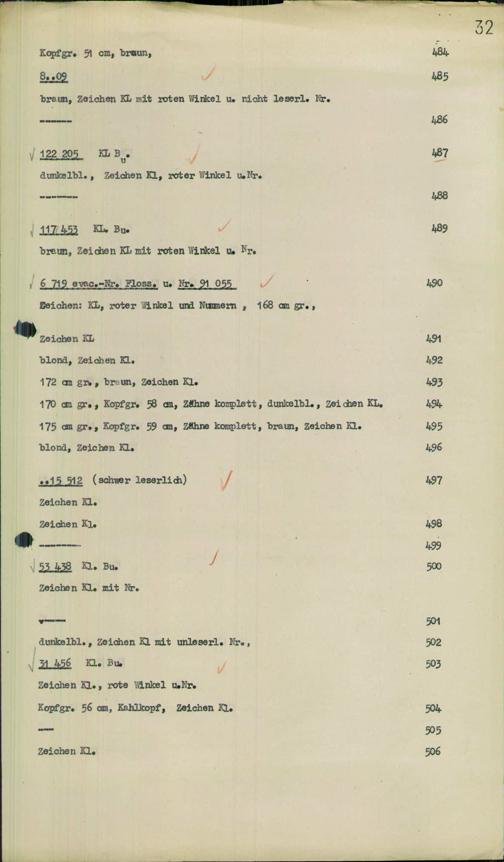 32
Kopfgr. 51 cm, braun, 484
8..09 485
braun, Zeichen KL mit roten Winkel u. nicht leserl. Nr.
------- 486
122 205 KL Bu. 487
dunkelbl., Zeichen Kl, roter Winkel u.Nr.
-------- 488
117 453 KL. Bu. 489
braun, Zeichen KL mit roten Winkel u. Nr.
6 719 evac.-Nr. Floss. u. Nr. 91 055 490
Zeichen: KL, roter Winkel und Nummern , 168 cm gr.,
Zeichen KL 491
blond, Zeichen Kl. 492
172 cm gr., braun, Zeichen Kl. 493
170 cm gr., Kopfgr. 58 cm, Zähne komplett, dunkelbl., Zeichen KL. 494
175 cm gr., Kopfgr. 59 cm, Zähne komplett, braun, Zeichen Kl. 495
blond, Zeichen Kl. 496
..15 512 (schwer leserlich) 497
Zeichen Kl.
Zeichen Kl. 498
--------- 499
53 438 Kl. Bu. 500
Zeichen Kl. mit Nr.
------ 501
dunkelbl., Zeichen Kl mit unleserl. Nr., 502
31 456 Kl. Bu. 503
Zeichen Kl., rote Winkel u.Nr.
Kopfgr. 56 cm, Kahlkopf, Zeichen Kl. 504
---- 505
Zeichen Kl. 506